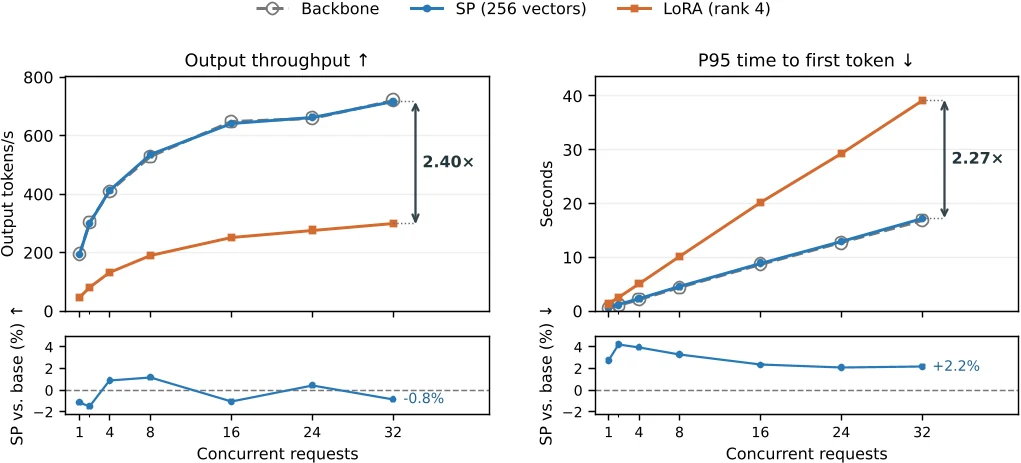 Backbone SP (256 vectors) LoRA (rank 4)
Output throughput ↑
Output tokens/s
800
600
400
200
0
2.40×
SP vs. base (%) ↑
4
2
0
−2
-0.8%
1 4 8 16 24 32
Concurrent requests
P95 time to first token ↓
Seconds
40
30
20
10
0
2.27×
SP vs. base (%) ↓
4
2
0
−2
+2.2%
1 4 8 16 24 32
Concurrent requests